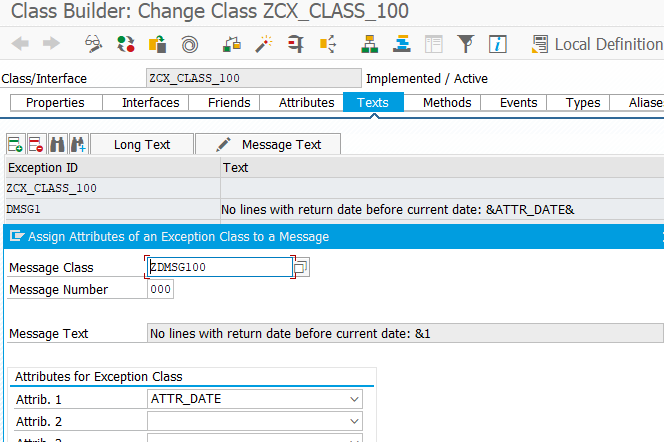 Class Builder: Change Class ZCX_CLASS_100
Local Definition
Class/Interface ZCX_CLASS_100 Implemented / Active
Properties Interfaces Friends Attributes Texts Methods Events Types Aliase
Long Text Message Text
Exception ID Text
ZCX_CLASS_100
DMSG1 No lines with return date before current date: &ATTR_DATE&
Assign Attributes of an Exception Class to a Message
Message Class ZDMSG100
Message Number 000
Message Text No lines with return date before current date: &1
Attributes for Exception Class
Attrib. 1 ATTR_DATE
Attrib. 2